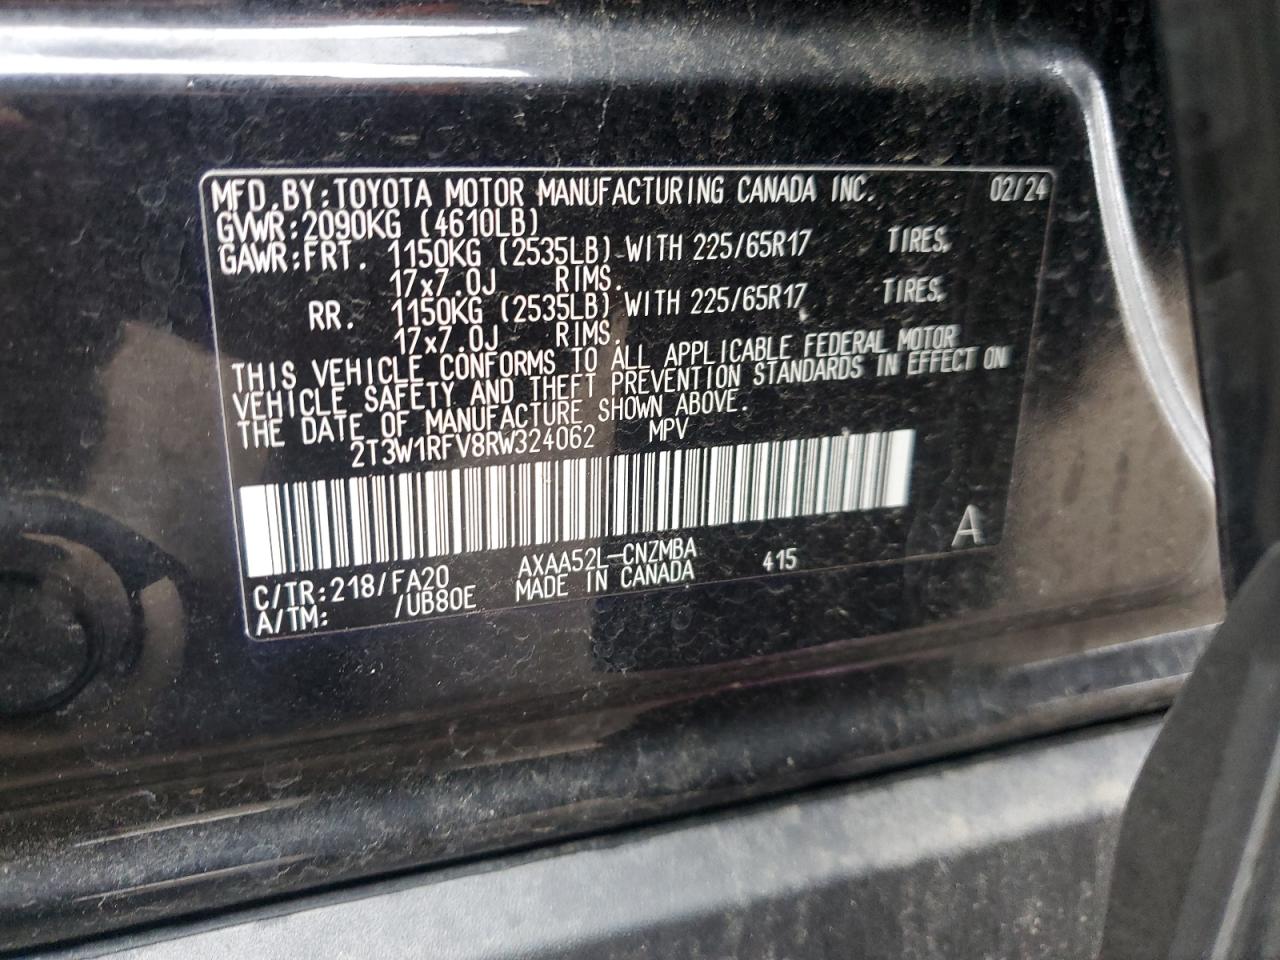 MFD.BY:TOYOTA MOTOR MANUFACTURING CANADA INC. 02/24
GVWR:2090KG (4610LB)
GAWR:FRT. 1150KG (2535LB) WITH 225/65R17 TIRES,
17x7.0J RIMS.
RR. 1150KG (2535LB) WITH 225/65R17 TIRES,
17x7.0J RIMS.
THIS VEHICLE CONFORMS TO ALL APPLICABLE FEDERAL MOTOR
VEHICLE SAFETY AND THEFT PREVENTION STANDARDS IN EFFECT ON
THE DATE OF MANUFACTURE SHOWN ABOVE.
2T3W1RFV8RW324062 MPV
A
C/TR:218/FA20 AXAA52L-CNZMBA 415
A/TM: /UB80E MADE IN CANADA